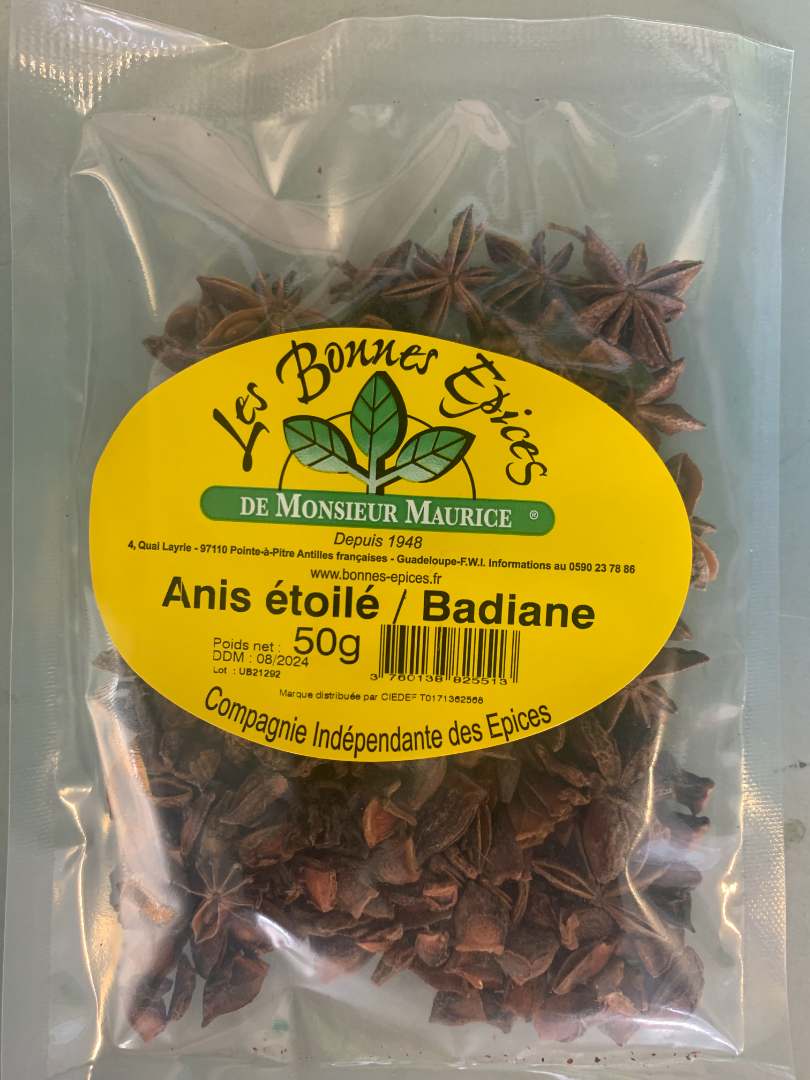 Les Bonnes Epices
DE MONSIEUR MAURICE ®
Depuis 1948
4, Quai Layrle - 97110 Pointe-à-Pitre Antilles françaises - Guadeloupe-F.W.I. Informations au 0590 23 78 86
www.bonnes-epices.fr
Anis étoilé / Badiane
Poids net : 50g
DDM : 08/2024
Lot : UB21292
3 760138 825513
Marque distribuée par CIEDEF T0171362568
Compagnie Indépendante des Epices